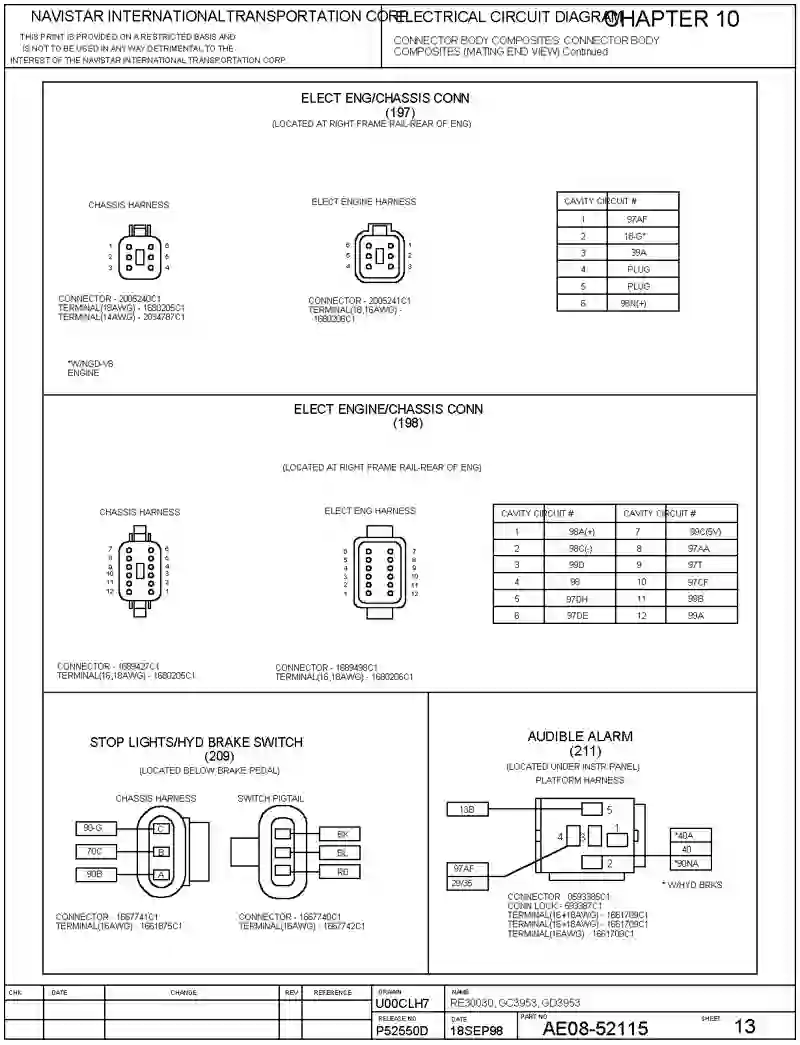 NAVISTAR INTERNATIONAL TRANSPORTATION CORP.
THIS PRINT IS PROVIDED ON A RESTRICTED BASIS AND
IS NOT TO BE USED IN ANY WAY DETRIMENTAL TO THE
INTEREST OF THE NAVISTAR INTERNATIONAL TRANSPORTATION CORP.
ELECTRICAL CIRCUIT DIAGRAM
CHAPTER 10
CONNECTOR BODY COMPOSITES: CONNECTOR BODY
COMPOSITES (MATING END VIEW) Continued
ELECT ENG/CHASSIS CONN
(197)
(LOCATED AT RIGHT FRAME RAIL-REAR OF ENG)
CHASSIS HARNESS
1 6
2 5
3 4
CONNECTOR - 2005240C1
TERMINAL(18AWG) - 1680205C1
TERMINAL(14AWG) - 2034787C1
*W/NGD-V8
ENGINE
ELECT ENGINE HARNESS
6 1
5 2
4 3
CONNECTOR - 2005241C1
TERMINAL(18,16AWG) -
1680206C1
CAVITY CIRCUIT #
1 97AF
2 16-G*
3 39A
4 PLUG
5 PLUG
6 98N(+)
ELECT ENGINE/CHASSIS CONN
(198)
(LOCATED AT RIGHT FRAME RAIL-REAR OF ENG)
CHASSIS HARNESS
7 6
8 5
9 4
10 3
11 2
12 1
CONNECTOR - 1689427C1
TERMINAL(16,18AWG) - 1680205C1
ELECT ENG HARNESS
6 7
5 8
4 9
3 10
2 11
1 12
CONNECTOR - 1689498C1
TERMINAL(16,18AWG) - 1680206C1
CAVITY CIRCUIT # CAVITY CIRCUIT #
1 98A(+) 7 99C(5V)
2 98C(-) 8 97AA
3 99D 9 97T
4 98 10 97CF
5 97DH 11 99B
6 97DE 12 99A
STOP LIGHTS/HYD BRAKE SWITCH
(209)
(LOCATED BELOW BRAKE PEDAL)
CHASSIS HARNESS
90-G C
70C B
90B A
CONNECTOR - 1667741C1
TERMINAL(16AWG) - 1661875C1
SWITCH PIGTAIL
BK
BL
RD
CONNECTOR - 1667740C1
TERMINAL(16AWG) - 1667742C1
AUDIBLE ALARM
(211)
(LOCATED UNDER INSTR PANEL)
PLATFORM HARNESS
13B
5
4 3 1
2
97AF
29/35
*40A
40
*90NA
* W/HYD BRKS
CONNECTOR 0593385C1
CONN LOCK - 593387C1
TERMINAL(16+18AWG) - 1661709C1
TERMINAL(16+18AWG) - 1661709C1
TERMINAL(16AWG) - 1661709C1
CHK DATE CHANGE REV REFERENCE
DRAWN
U00CLH7
NAME
RE30030, GC3953, GD3953
RELEASE NO
P52550D
DATE
18SEP98
PART NO
AE08-52115
SHEET 13